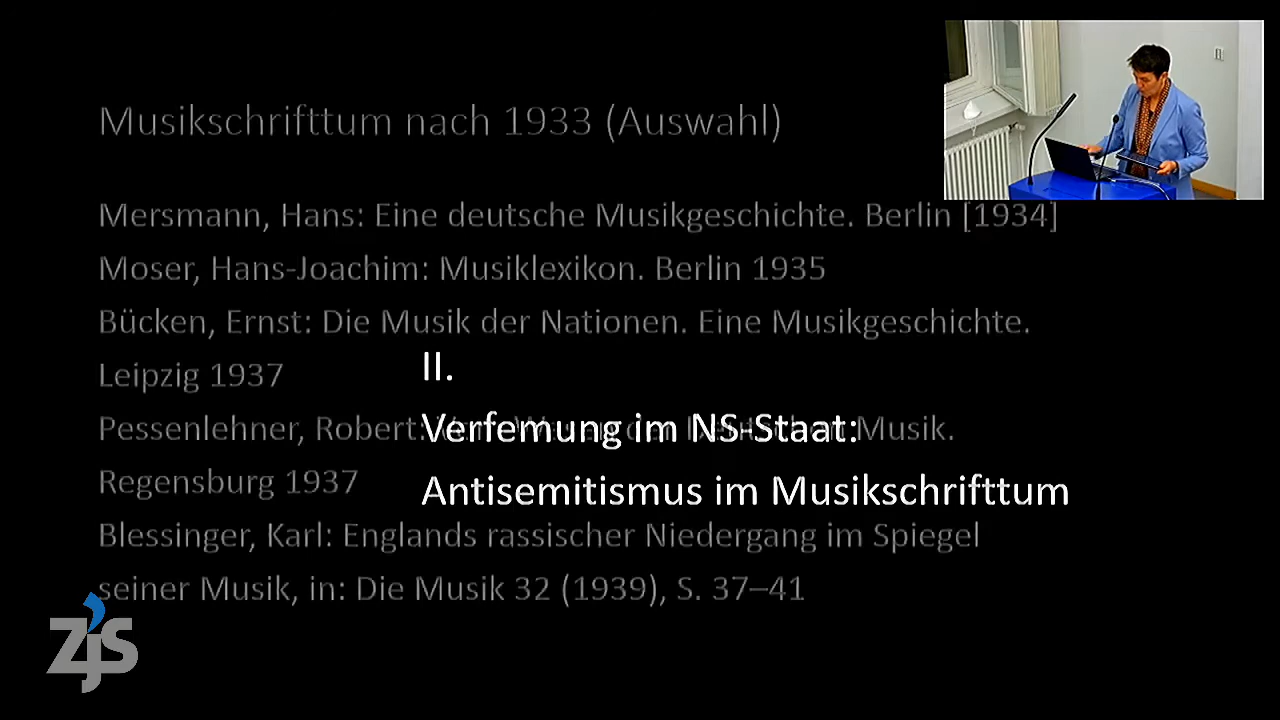 Musikschrifttum nach 1933 (Auswahl)
Mersmann, Hans: Eine deutsche Musikgeschichte. Berlin [1934]
Moser, Hans-Joachim: Musiklexikon. Berlin 1935
Bücken, Ernst: Die Musik der Nationen. Eine Musikgeschichte.
Leipzig 1937
Pessenlehner, Robert: Musik.
Regensburg 1937
Blessinger, Karl: Englands rassischer Niedergang im Spiegel
seiner Musik, in: Die Musik 32 (1939), S. 37–41
II.
Verfemung im NS-Staat:
Antisemitismus im Musikschrifttum
ZjS